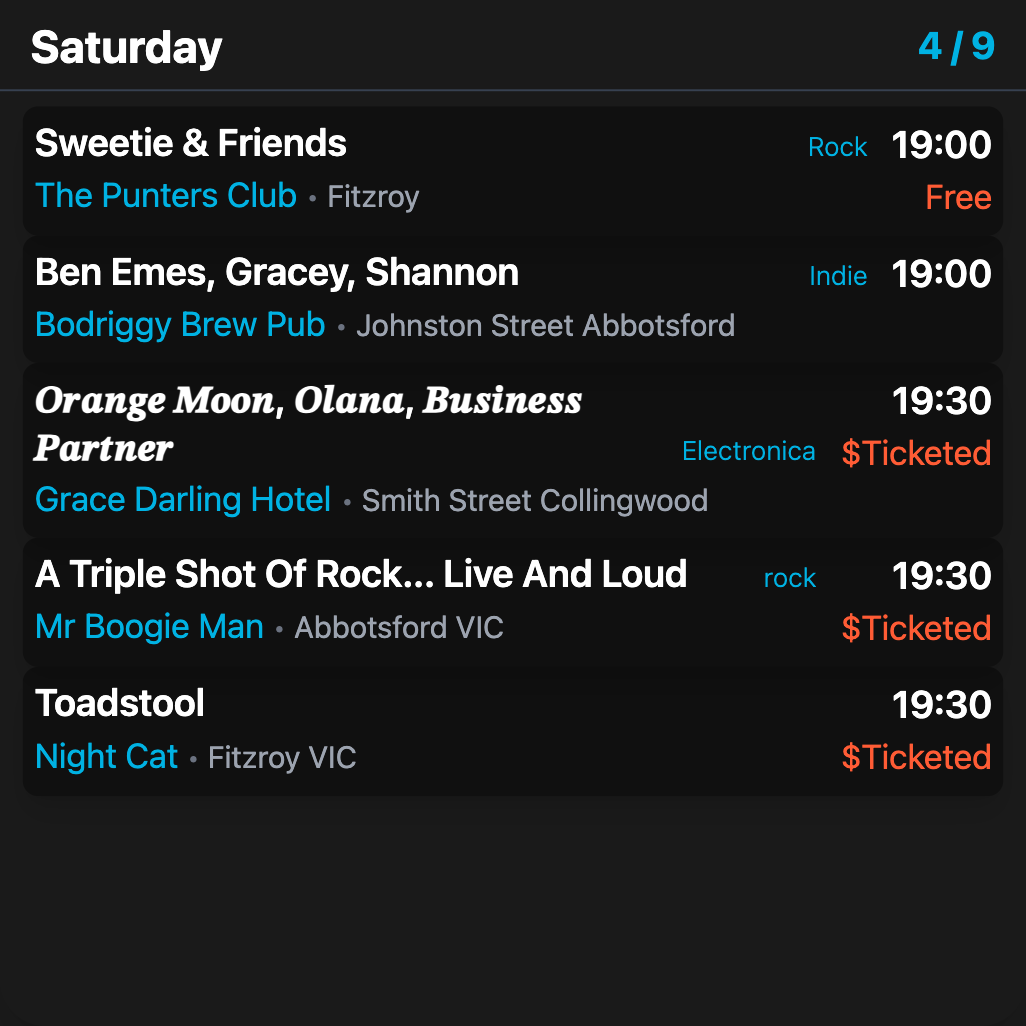 Saturday 4 / 9
Sweetie & Friends Rock 19:00
The Punters Club • Fitzroy Free
Ben Emes, Gracey, Shannon Indie 19:00
Bodriggy Brew Pub • Johnston Street Abbotsford
𝑶𝒓𝒂𝒏𝒈𝒆 𝑴𝒐𝒐𝒏, 𝑶𝒍𝒂𝒏𝒂, 𝑩𝒖𝒔𝒊𝒏𝒆𝒔𝒔 19:30
𝑷𝒂𝒓𝒕𝒏𝒆𝒓 Electronica $Ticketed
Grace Darling Hotel • Smith Street Collingwood
A Triple Shot Of Rock... Live And Loud rock 19:30
Mr Boogie Man • Abbotsford VIC $Ticketed
Toadstool 19:30
Night Cat • Fitzroy VIC $Ticketed